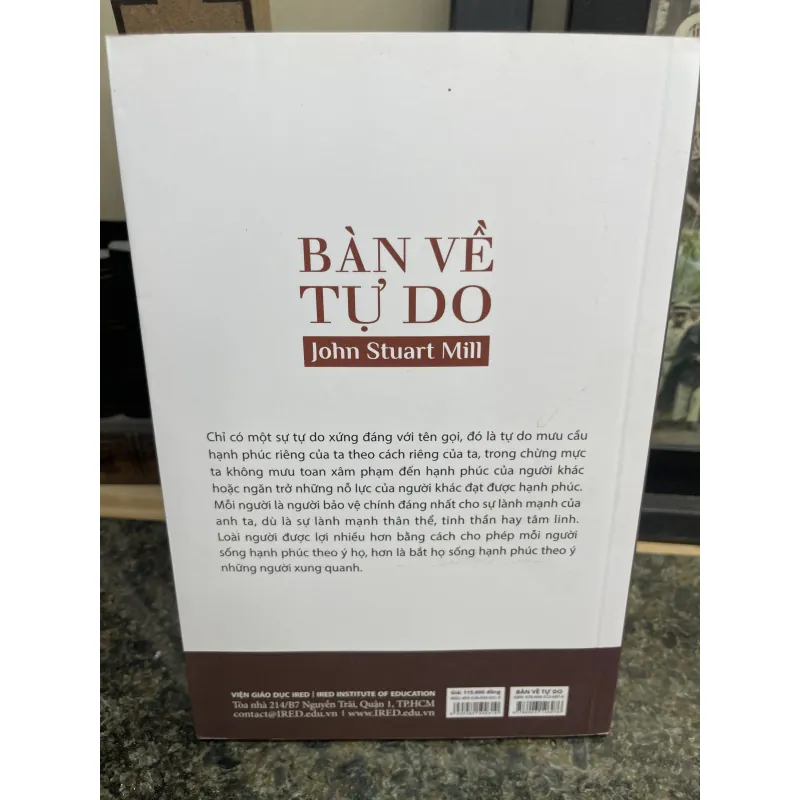 BÀN VỀ
TỰ DO
John Stuart Mill
Chỉ có một sự tự do xứng đáng với tên gọi, đó là tự do mưu cầu
hạnh phúc riêng của ta theo cách riêng của ta, trong chừng mực
ta không mưu toan xâm phạm đến hạnh phúc của người khác
hoặc ngăn trở những nỗ lực của người khác đạt được hạnh phúc.
Mỗi người là người bảo vệ chính đáng nhất cho sự lành mạnh của
anh ta, dù là sự lành mạnh thân thể, tinh thần hay tâm linh.
Loài người được lợi nhiều hơn bằng cách cho phép mỗi người
sống hạnh phúc theo ý họ, hơn là bắt họ sống hạnh phúc theo ý
những người xung quanh.
VIỆN GIÁO DỤC IRED | IRED INSTITUTE OF EDUCATION
Tòa nhà 214/B7 Nguyễn Trãi, Quận 1, TP.HCM
contact@IRED.edu.vn | www.IRED.edu.vn
Giá: 115.000 đồng
BÀN VỀ TỰ DO